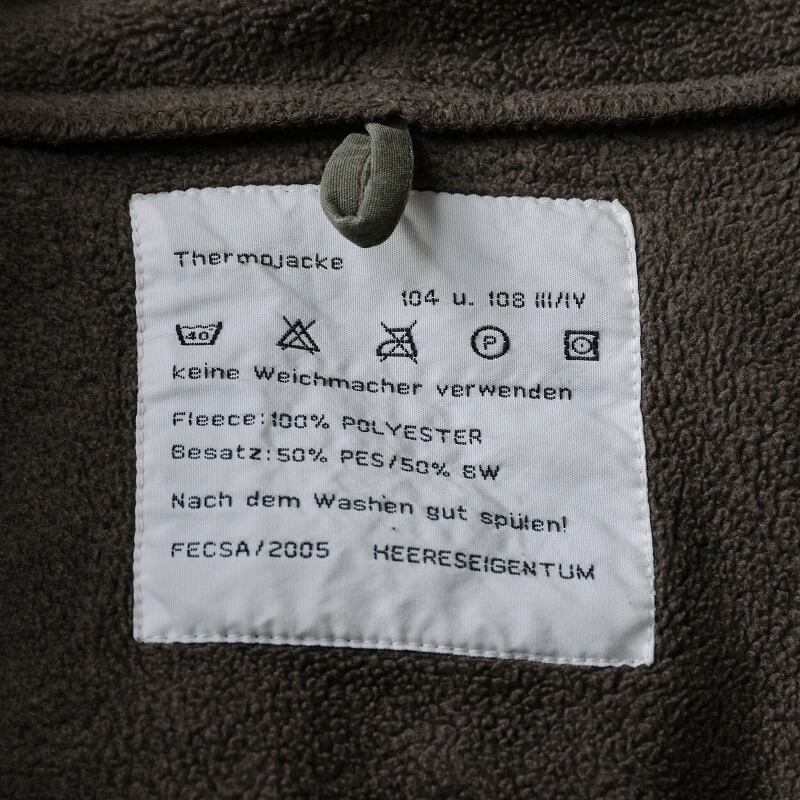 Thermojacke
104 u. 108 III/IV
40 P
keine Weichmacher verwenden
Fleece:100% POLYESTER
Besatz:50% PES/50% BW
Nach dem Washen gut spülen!
FECSA/2005 HEERESEIGENTUM